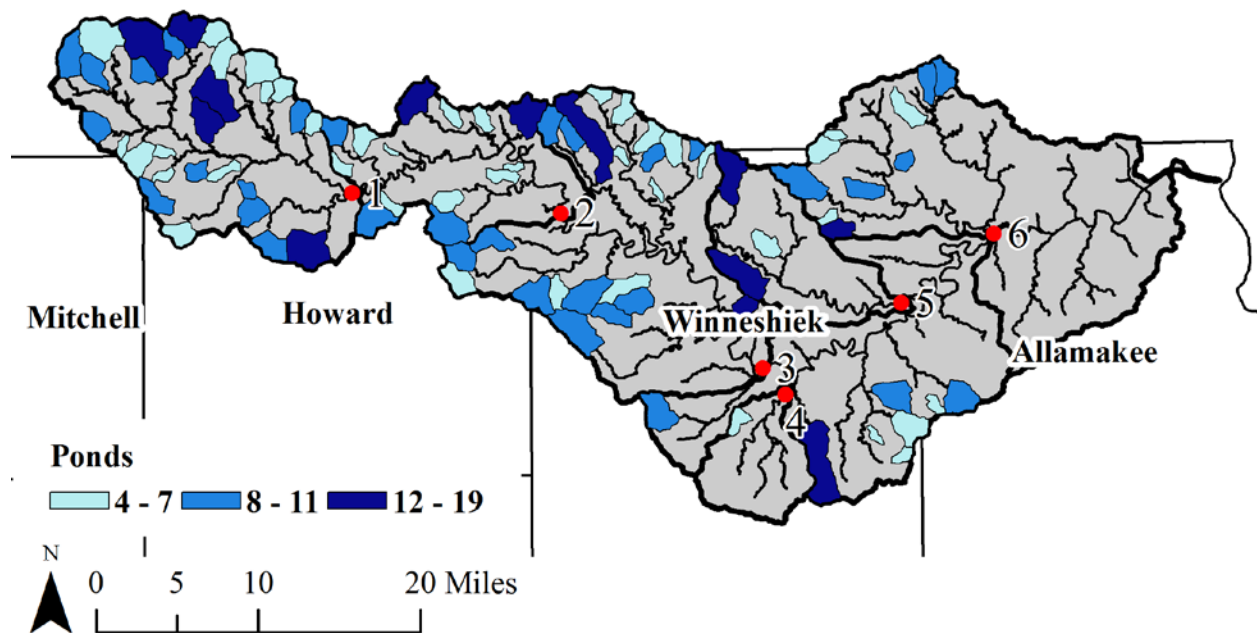 1
2
6
5
Mitchell
Howard
Winneshiek
Allamakee
3
4
Ponds
4 - 7
8 - 11
12 - 19
N
0 5 10 20 Miles